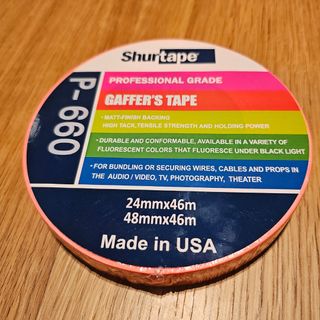 Shurtape®
P-660
PROFESSIONAL GRADE
GAFFER'S TAPE
· MATT-FINISH BACKING
HIGH TACK,TENSILE STRENGTH AND HOLDING POWER
· DURABLE AND CONFORMABLE, AVAILABLE IN A VARIETY OF
FLUORESCENT COLORS THAT FLUORESCE UNDER BLACK LIGHT
· FOR BUNDLING OR SECURING WIRES, CABLES AND PROPS IN
THE AUDIO / VIDEO, TV, PHOTOGRAPHY, THEATER
24mmx46m
48mmx46m
Made in USA